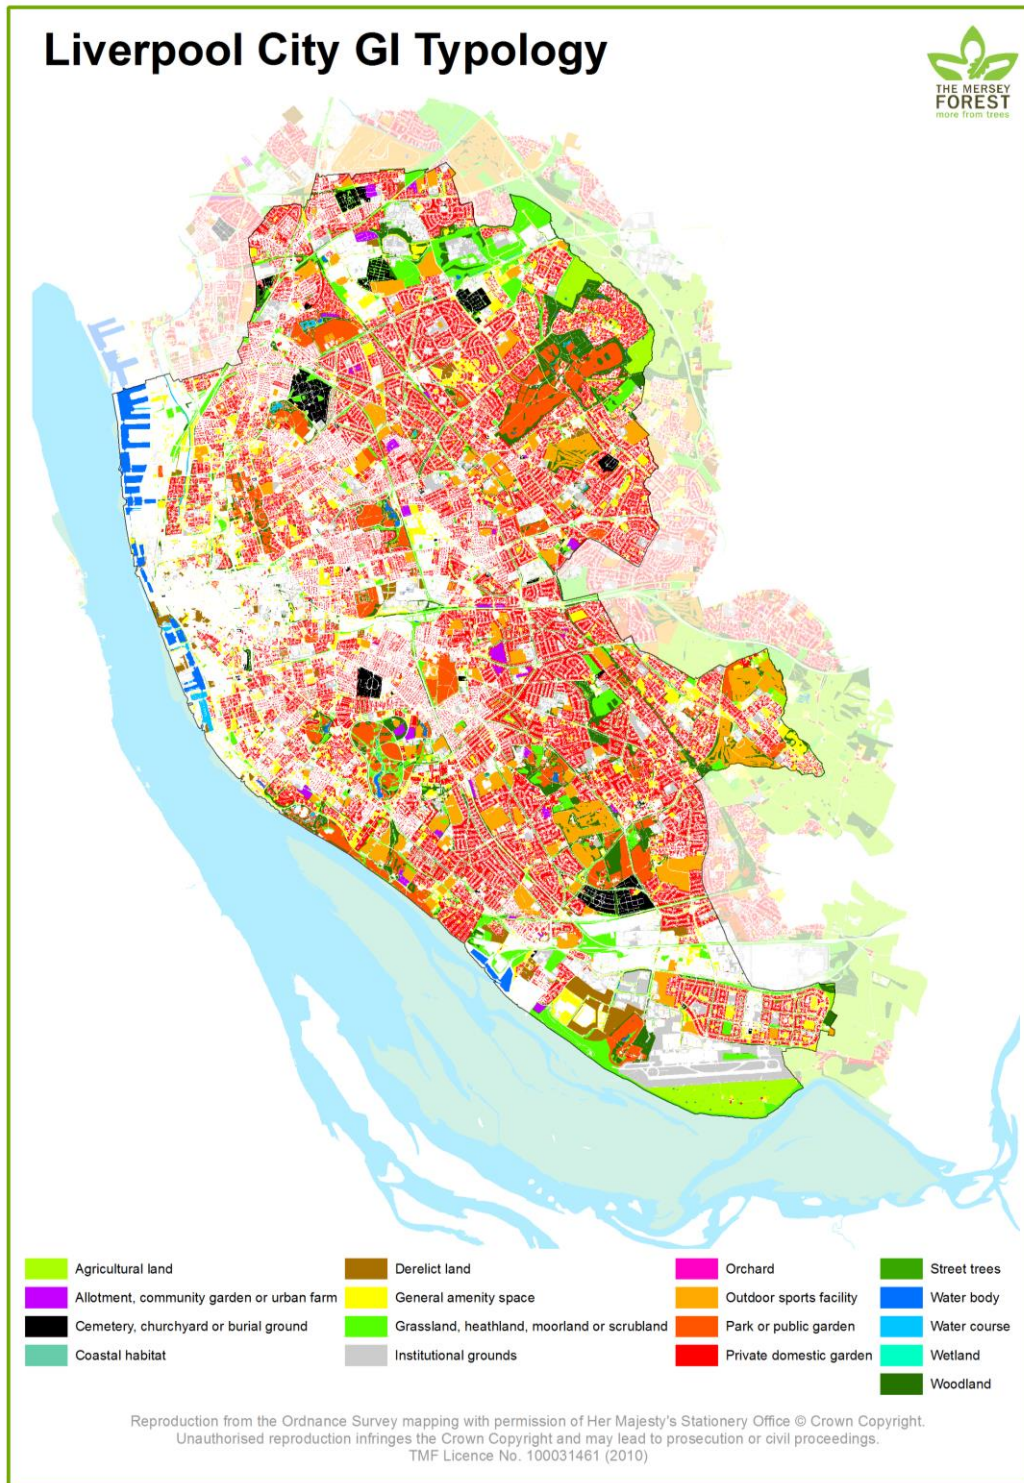 Liverpool City GI Typology
THE MERSEY
FOREST
more from trees
Agricultural land
Allotment, community garden or urban farm
Cemetery, churchyard or burial ground
Coastal habitat
Derelict land
General amenity space
Grassland, heathland, moorland or scrubland
Institutional grounds
Orchard
Outdoor sports facility
Park or public garden
Private domestic garden
Street trees
Water body
Water course
Wetland
Woodland
Reproduction from the Ordnance Survey mapping with permission of Her Majesty's Stationery Office © Crown Copyright.
Unauthorised reproduction infringes the Crown Copyright and may lead to prosecution or civil proceedings.
TMF Licence No. 100031461 (2010)